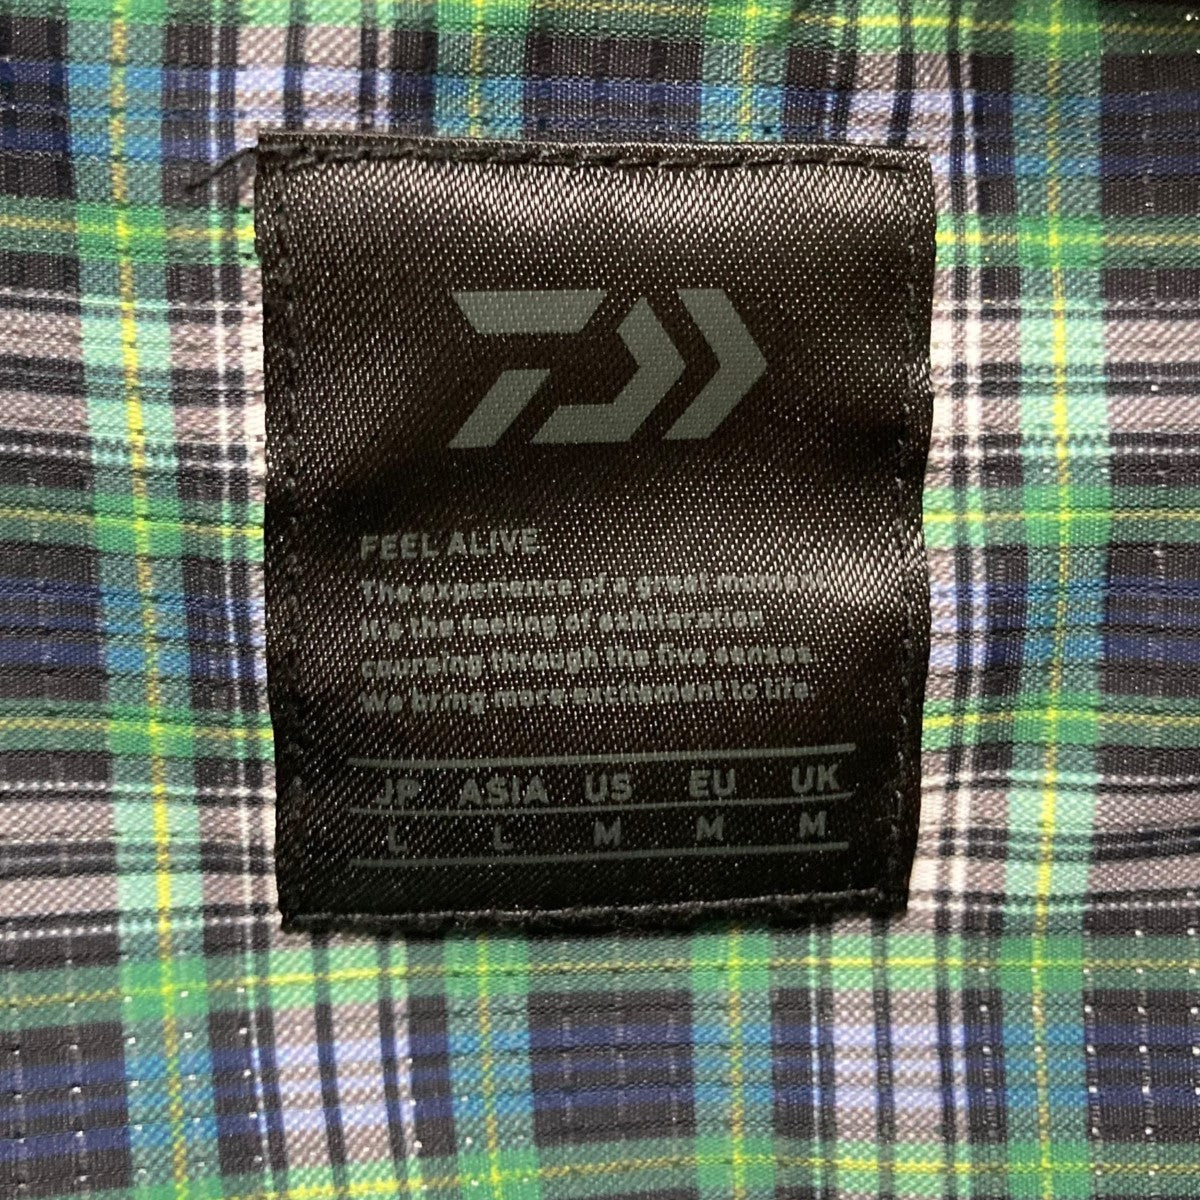 FEEL ALIVE.
The experience of a great moment.
It's the feeling of exhilaration
coursing through the five senses.
We bring more excitement to life.
JP ASIA US EU UK
L L M M M